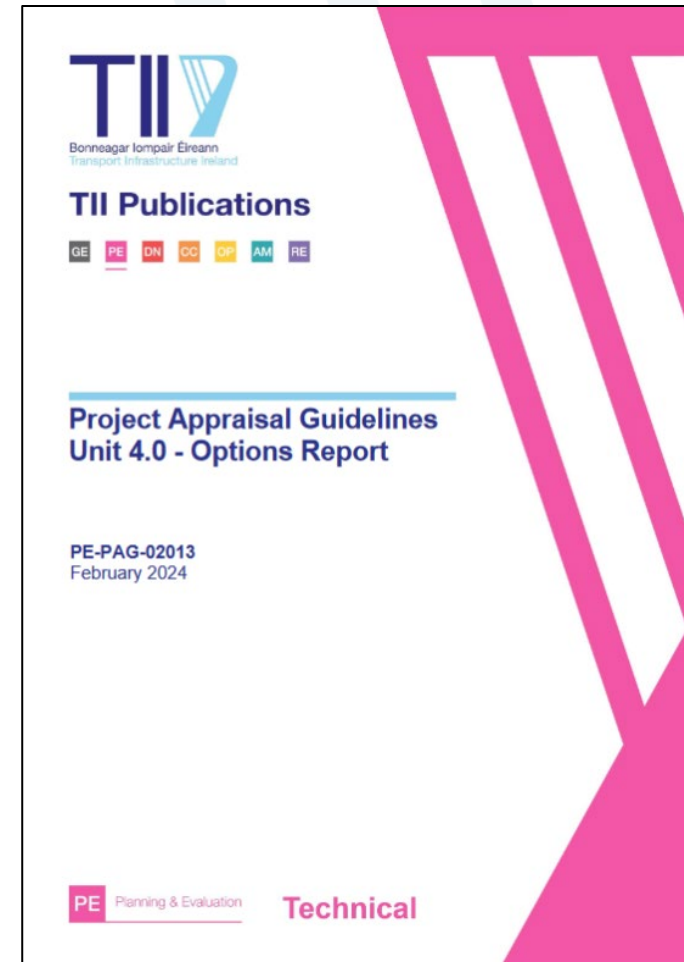 TII
Bonneagar Iompair Éireann
Transport Infrastructure Ireland
TII Publications
GE PE DN CC OP AM RE
Project Appraisal Guidelines
Unit 4.0 - Options Report
PE-PAG-02013
February 2024
PE Planning & Evaluation Technical